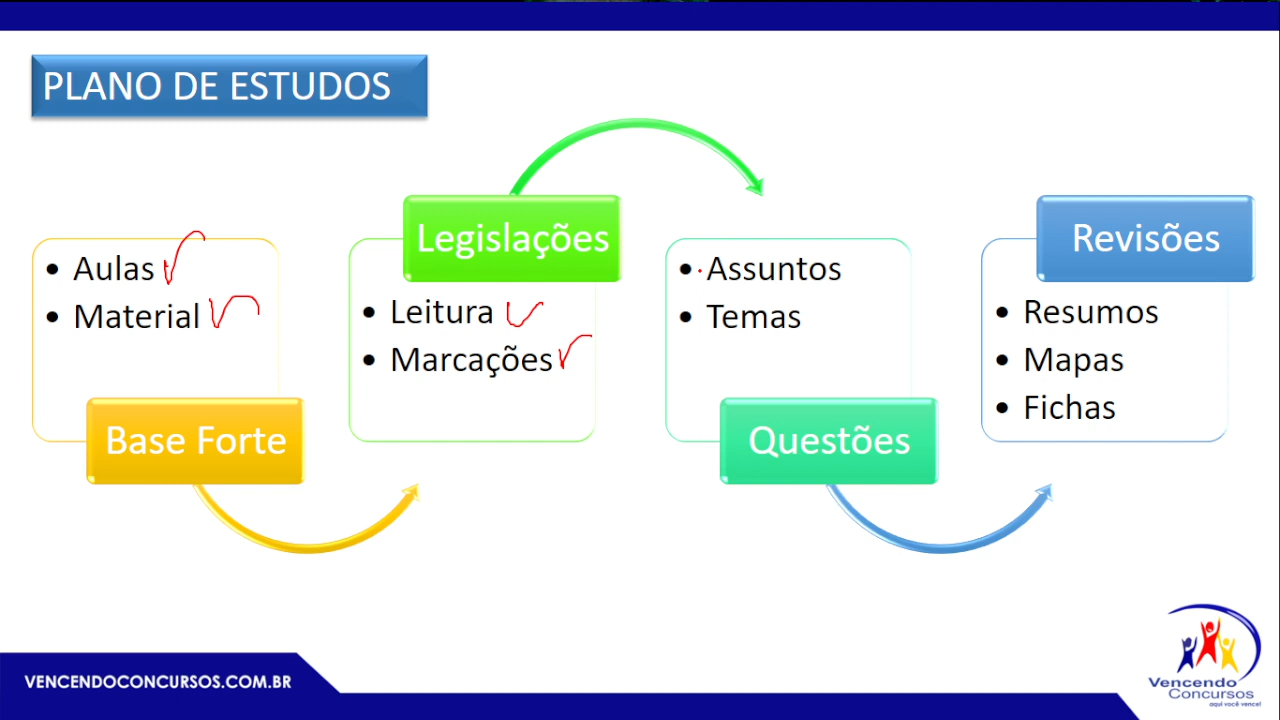 PLANO DE ESTUDOS
• Aulas
• Material
Base Forte
Legislações
• Leitura
• Marcações
• Assuntos
• Temas
Questões
Revisões
• Resumos
• Mapas
• Fichas
VENCENDOCONCURSOS.COM.BR
Vencendo
Concursos
aqui você vence!